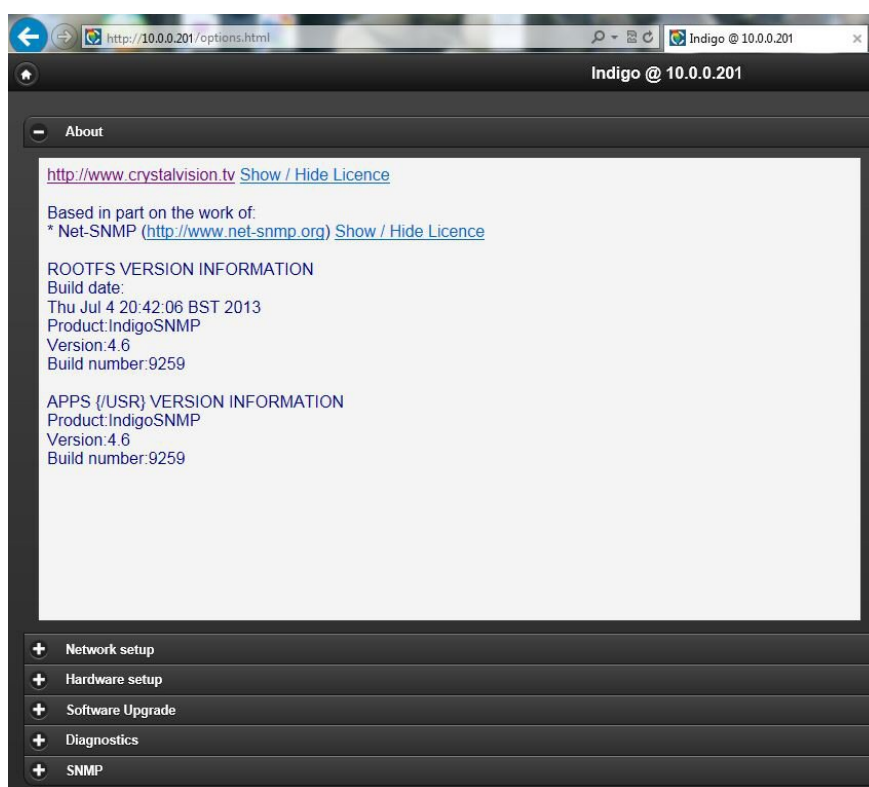 http://10.0.0.201/options.html
Indigo @ 10.0.0.201
Indigo @ 10.0.0.201
About
http://www.crystalvision.tv Show / Hide Licence
Based in part on the work of:
* Net-SNMP (http://www.net-snmp.org) Show / Hide Licence
ROOTFS VERSION INFORMATION
Build date:
Thu Jul 4 20:42:06 BST 2013
Product:IndigoSNMP
Version:4.6
Build number:9259
APPS {/USR} VERSION INFORMATION
Product:IndigoSNMP
Version:4.6
Build number:9259
Network setup
Hardware setup
Software Upgrade
Diagnostics
SNMP